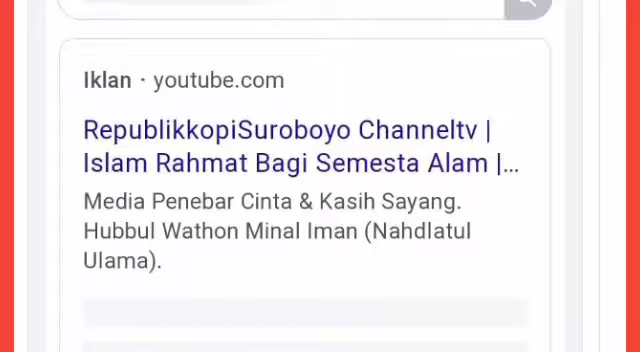 Iklan · youtube.com
RepublikkopiSuroboyo Channeltv |
Islam Rahmat Bagi Semesta Alam |...
Media Penebar Cinta & Kasih Sayang.
Hubbul Wathon Minal Iman (Nahdlatul
Ulama).